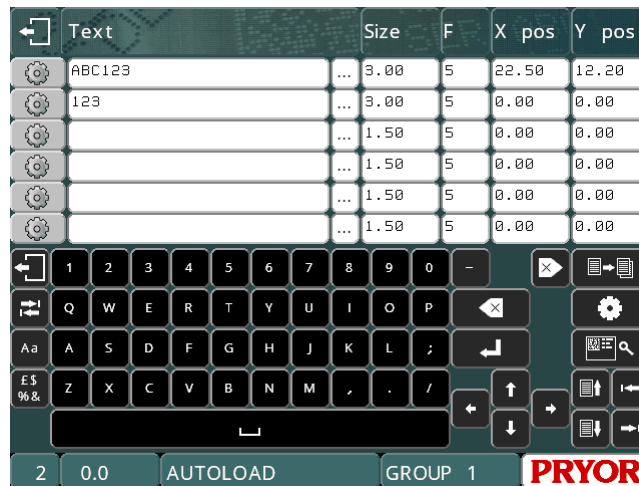 Text Size F X pos Y pos
ABC123 ... 3.00 5 22.50 12.20
123 ... 3.00 5 0.00 0.00
... 1.50 5 0.00 0.00
... 1.50 5 0.00 0.00
... 1.50 5 0.00 0.00
... 1.50 5 0.00 0.00
1 2 3 4 5 6 7 8 9 0 -
Q W E R T Y U I O P
Aa A S D F G H J K L ;
£$
%& Z X C V B N M , . /
2 0.0 AUTOLOAD GROUP 1 PRYOR